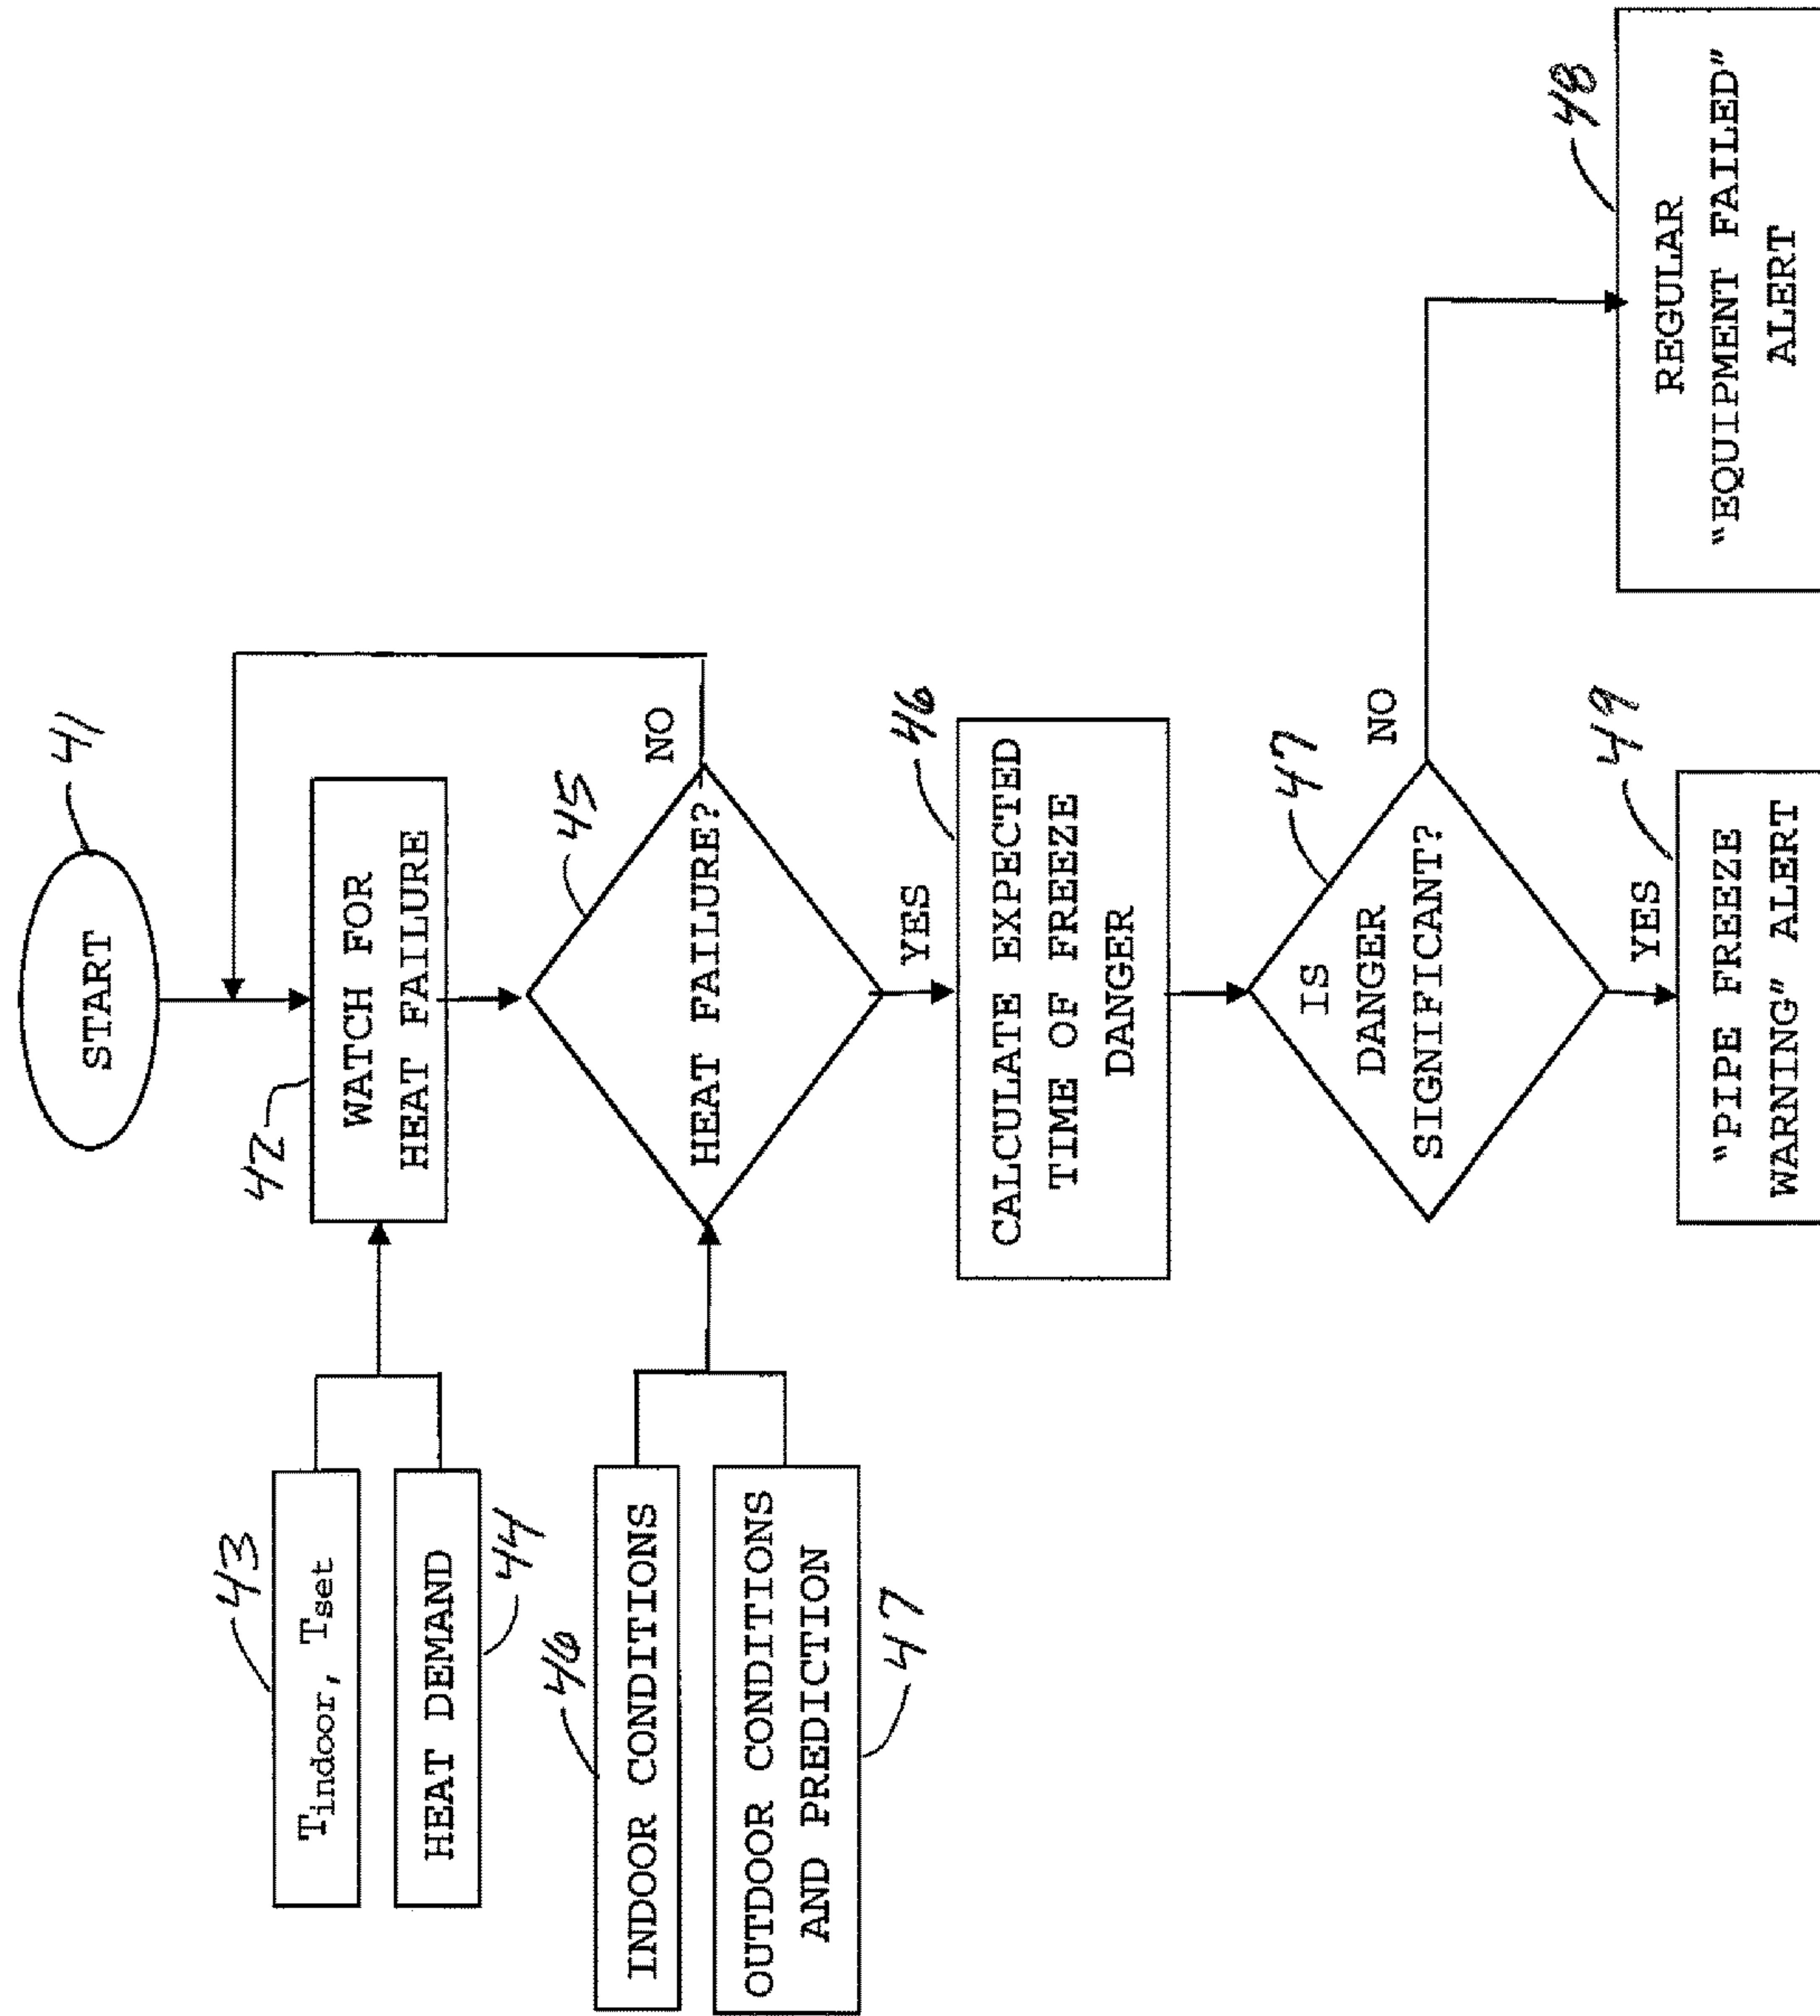 START
41
42
WATCH FOR
HEAT FAILURE
43
Tindoor, Tset
HEAT DEMAND
44
45
HEAT FAILURE?
NO
46
INDOOR CONDITIONS
OUTDOOR CONDITIONS
AND PREDICTION
47
YES
46
CALCULATE EXPECTED
TIME OF FREEZE
DANGER
47
IS
DANGER
SIGNIFICANT?
NO
YES
48
REGULAR
"EQUIPMENT FAILED"
ALERT
49
"PIPE FREEZE
WARNING" ALERT